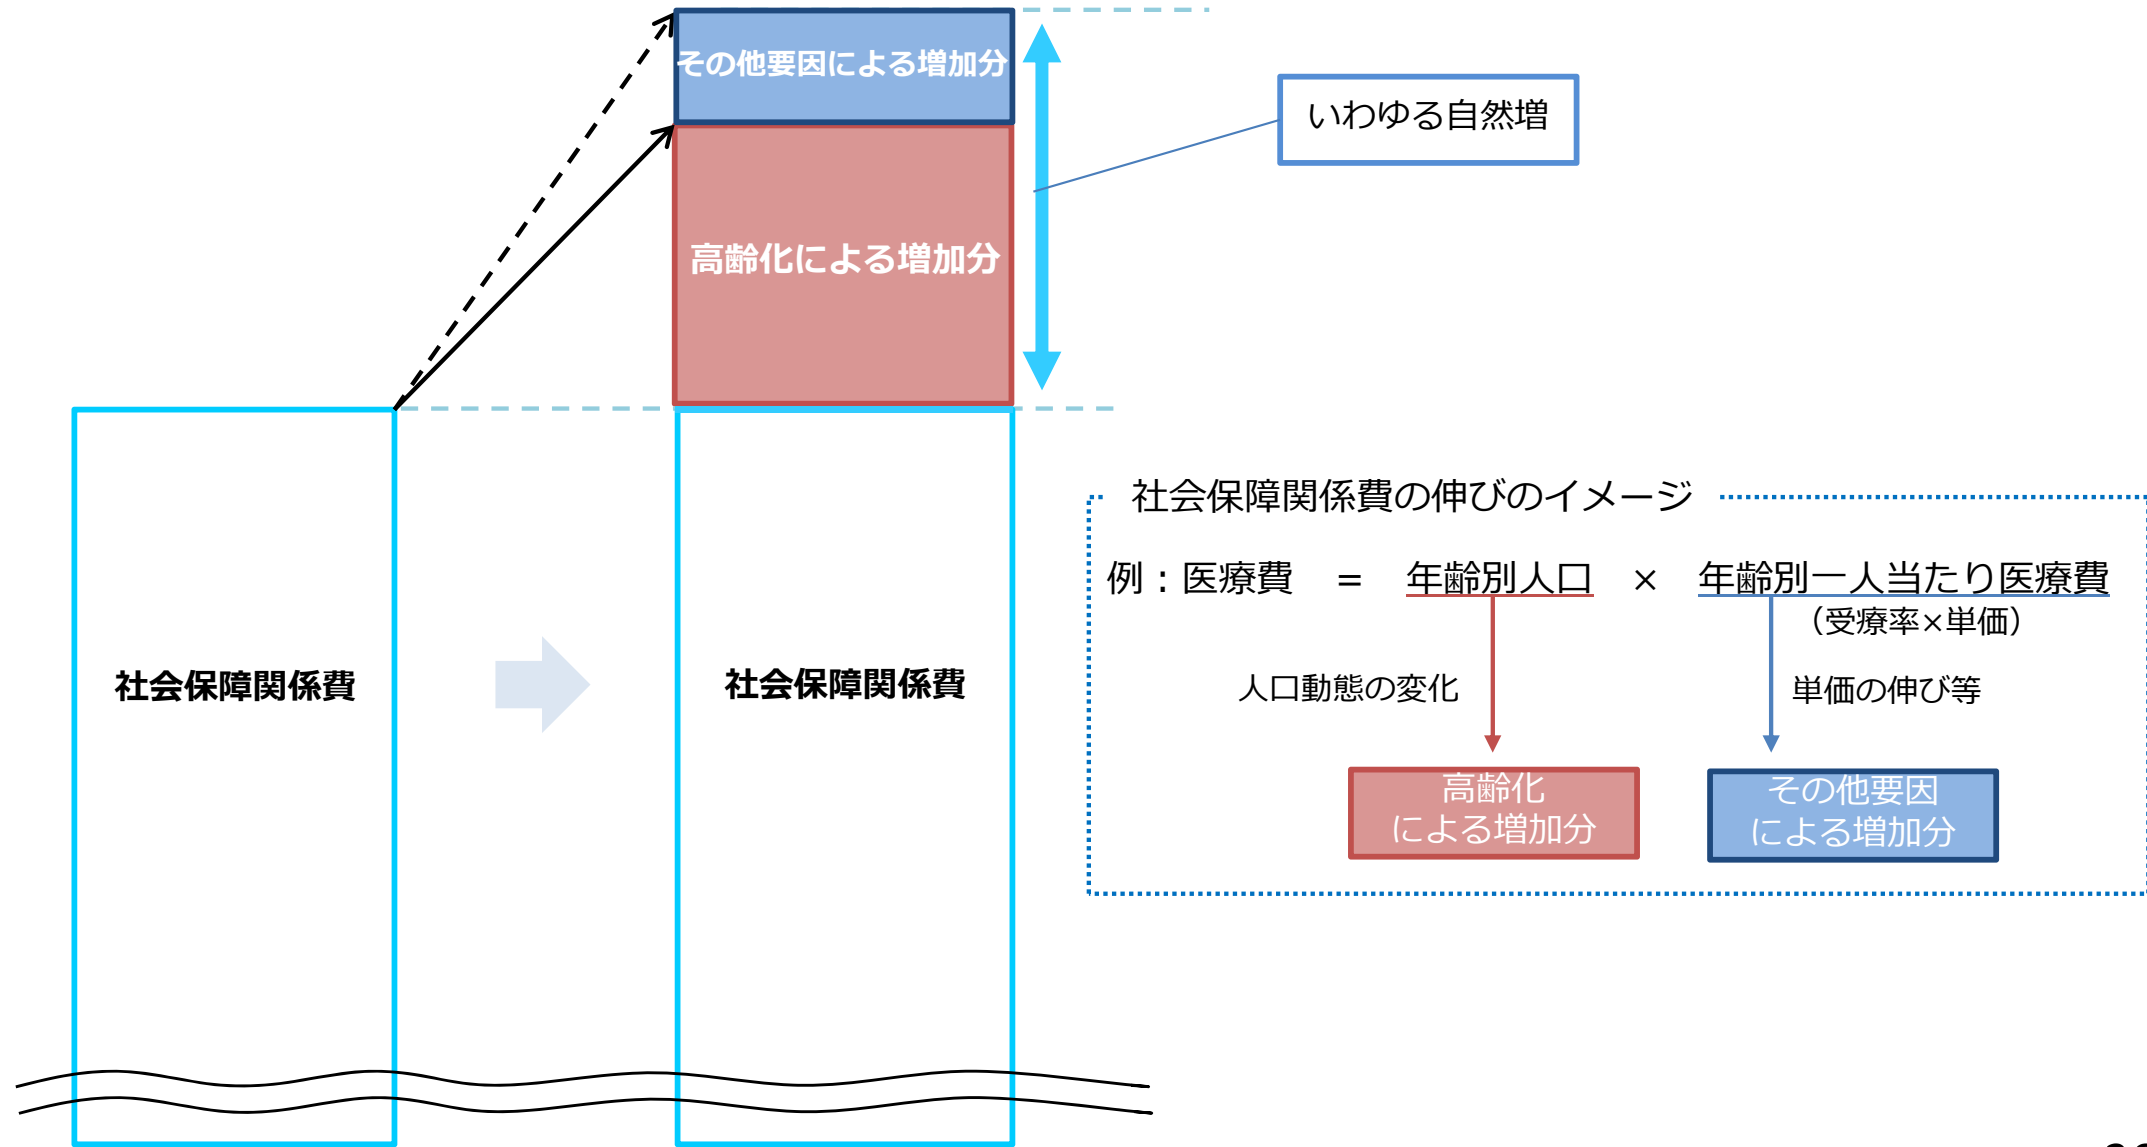 その他要因による増加分
いわゆる自然増
高齢化による増加分
社会保障関係費
社会保障関係費
社会保障関係費の伸びのイメージ
例：医療費 = 年齢別人口 × 年齢別一人当たり医療費
（受療率×単価）
人口動態の変化
単価の伸び等
高齢化
による増加分
その他要因
による増加分